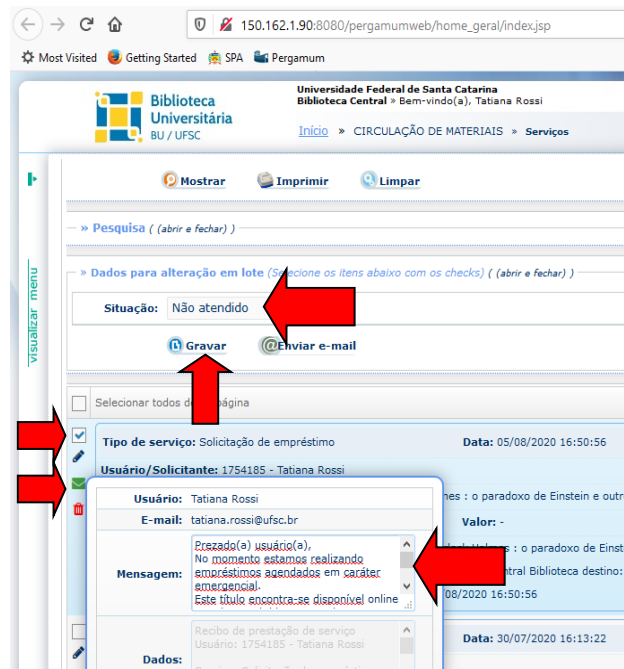 150.162.1.90:8080/pergamumweb/home_geral/index.jsp
Most Visited Getting Started SPA Pergamum
Biblioteca
Universitária
BU / UFSC
Universidade Federal de Santa Catarina
Biblioteca Central » Bem-vindo(a), Tatiana Rossi
Início » CIRCULAÇÃO DE MATERIAIS » Serviços
visualizar menu
Mostrar Imprimir Limpar
» Pesquisa ( (abrir e fechar) )
» Dados para alteração em lote (Selecione os itens abaixo com os checks) ( (abrir e fechar) )
Situação: Não atendido
Gravar @Enviar e-mail
Selecionar todos página
Tipo de serviço: Solicitação de empréstimo Data: 05/08/2020 16:50:56
Usuário/Solicitante: 1754185 - Tatiana Rossi
: o paradoxo de Einstein e outr
Valor: -
: o paradoxo de Einst
Biblioteca destino:
08/2020 16:50:56
Usuário: Tatiana Rossi
E-mail: tatiana.rossi@ufsc.br
Mensagem: Prezado(a) usuário(a),
No momento estamos realizando
empréstimos agendados em caráter
emergencial.
Este título encontra-se disponível online
Dados: Recibo de prestação de serviço
Usuário: 1754185 - Tatiana Rossi
Data: 30/07/2020 16:13:22